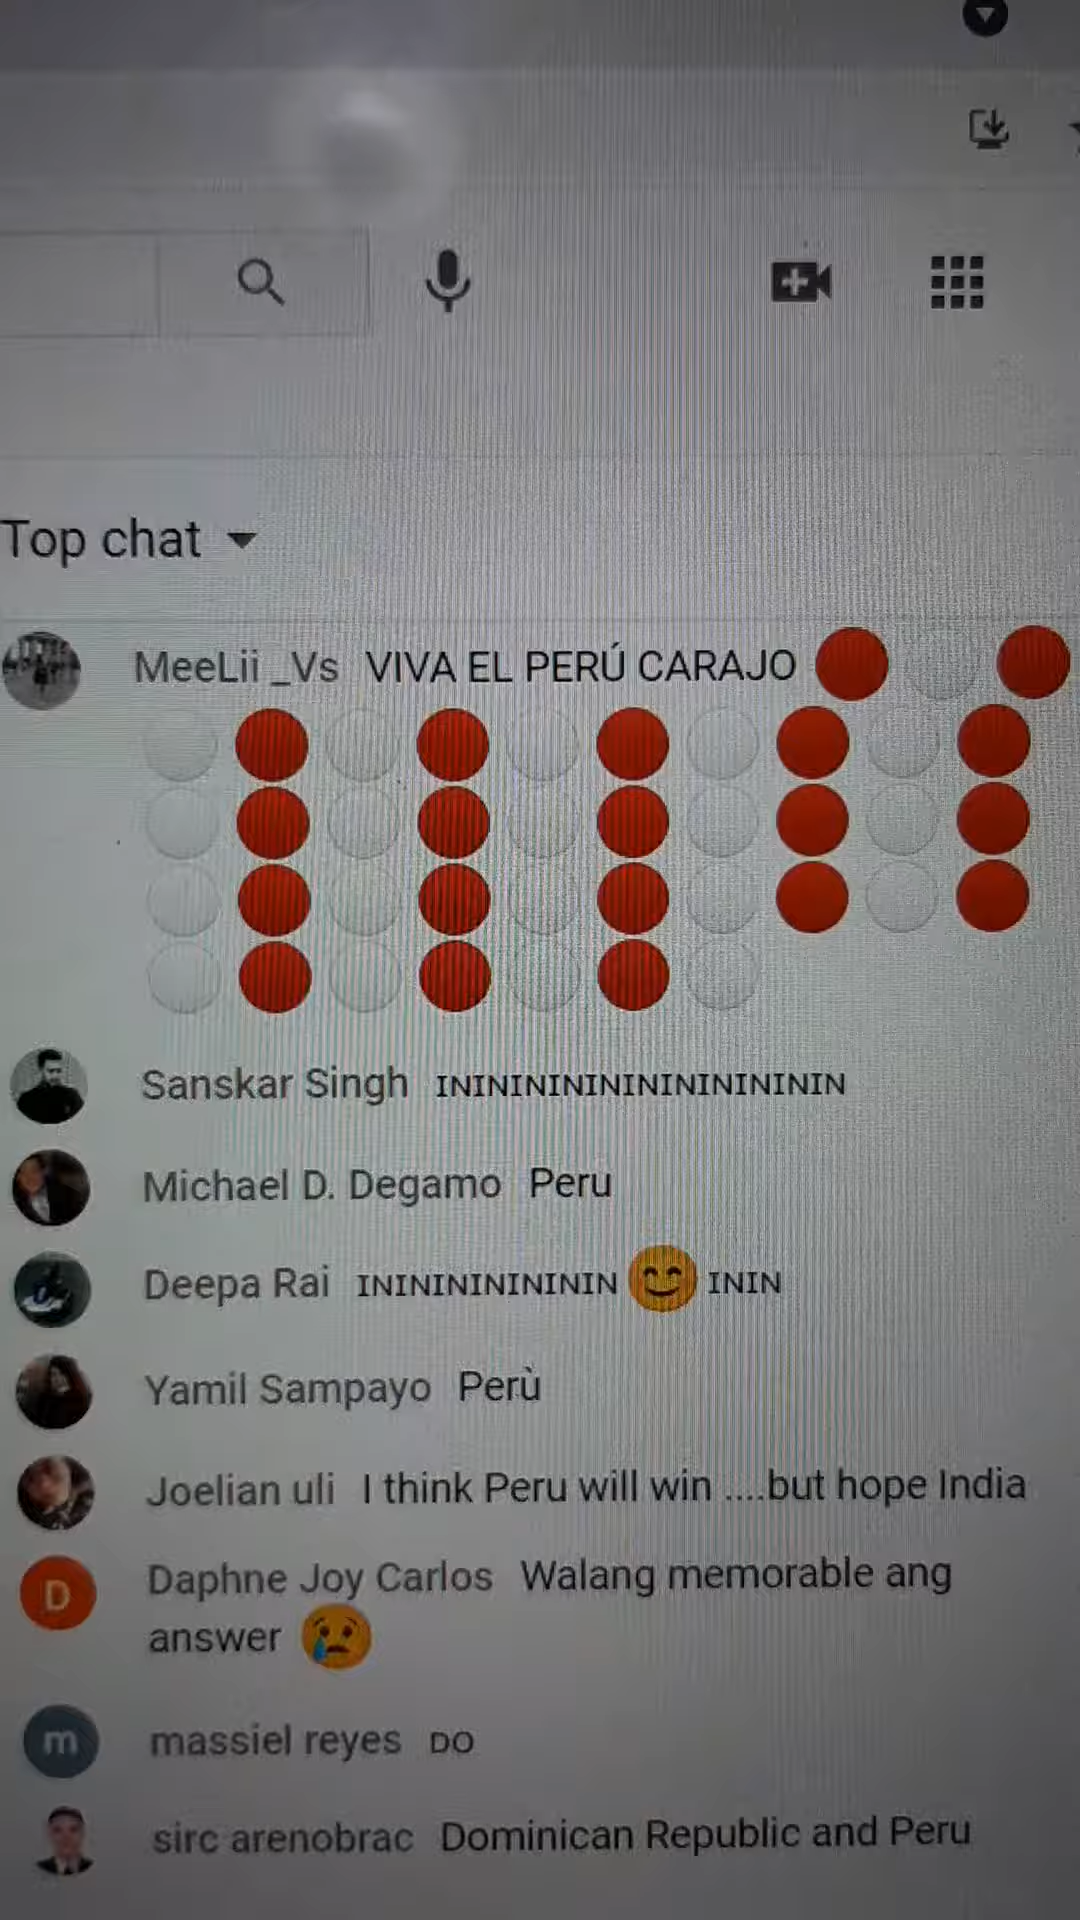 Top chat
MeeLii _Vs VIVA EL PERÚ CARAJO
Sanskar Singh ININININININININININin
Michael D. Degamo Peru
Deepa Rai ININININININin 😊 ININ
Yamil Sampayo Perù
Joelian uli I think Peru will win ....but hope India
D Daphne Joy Carlos Walang memorable ang
answer 😢
m massiel reyes DO
sirc arenobrac Dominican Republic and Peru